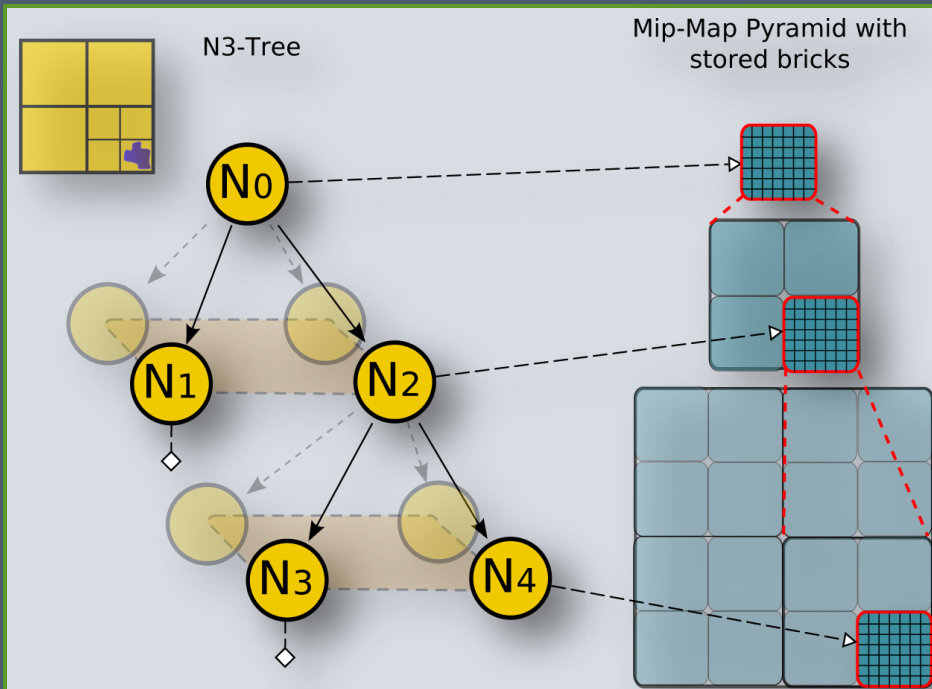 N3-Tree
Mip-Map Pyramid with
stored bricks
N0
N1
N2
N3
N4